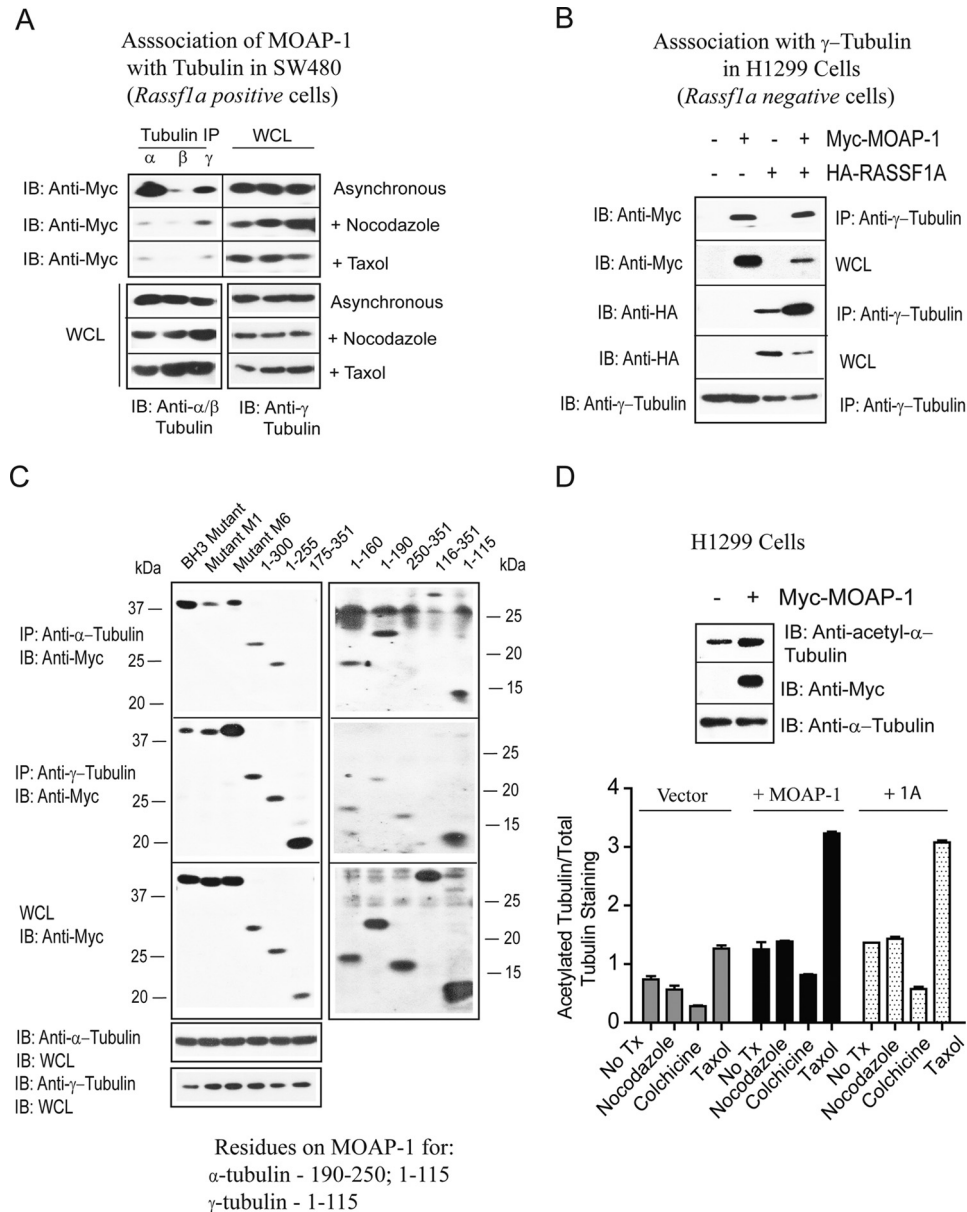 A
Asssociation of MOAP-1
with Tubulin in SW480
(Rassf1a positive cells)
Tubulin IP
WCL
α β γ
IB: Anti-Myc
Asynchronous
IB: Anti-Myc
+ Nocodazole
IB: Anti-Myc
+ Taxol
WCL
Asynchronous
+ Nocodazole
+ Taxol
IB: Anti-α/β
Tubulin
IB: Anti-γ
Tubulin
B
Asssociation with γ–Tubulin
in H1299 Cells
(Rassf1a negative cells)
- + - + Myc-MOAP-1
- - + + HA-RASSF1A
IB: Anti-Myc
IP: Anti-γ–Tubulin
IB: Anti-Myc
WCL
IB: Anti-HA
IP: Anti-γ–Tubulin
IB: Anti-HA
WCL
IB: Anti-γ–Tubulin
IP: Anti-γ–Tubulin
C
kDa
BH3 Mutant
Mutant M1
Mutant M6
1-300
1-255
175-351
1-160
1-190
250-351
116-351
1-115
kDa
37
25
20
IP: Anti-α–Tubulin
IB: Anti-Myc
25
20
15
37
25
20
IP: Anti-γ–Tubulin
IB: Anti-Myc
25
20
15
37
25
20
WCL
IB: Anti-Myc
25
20
15
IB: Anti-α–Tubulin
IB: WCL
IB: Anti-γ–Tubulin
IB: WCL
Residues on MOAP-1 for:
α-tubulin - 190-250; 1-115
γ-tubulin - 1-115
D
H1299 Cells
- + Myc-MOAP-1
IB: Anti-acetyl-α–
Tubulin
IB: Anti-Myc
IB: Anti-α–Tubulin
Acetylated Tubulin/Total
Tubulin Staining
4
3
2
1
0
Vector
+ MOAP-1
+ 1A
No Tx
Nocodazole
Colchicine
Taxol
No Tx
Nocodazole
Colchicine
Taxol
No Tx
Nocodazole
Colchicine
Taxol